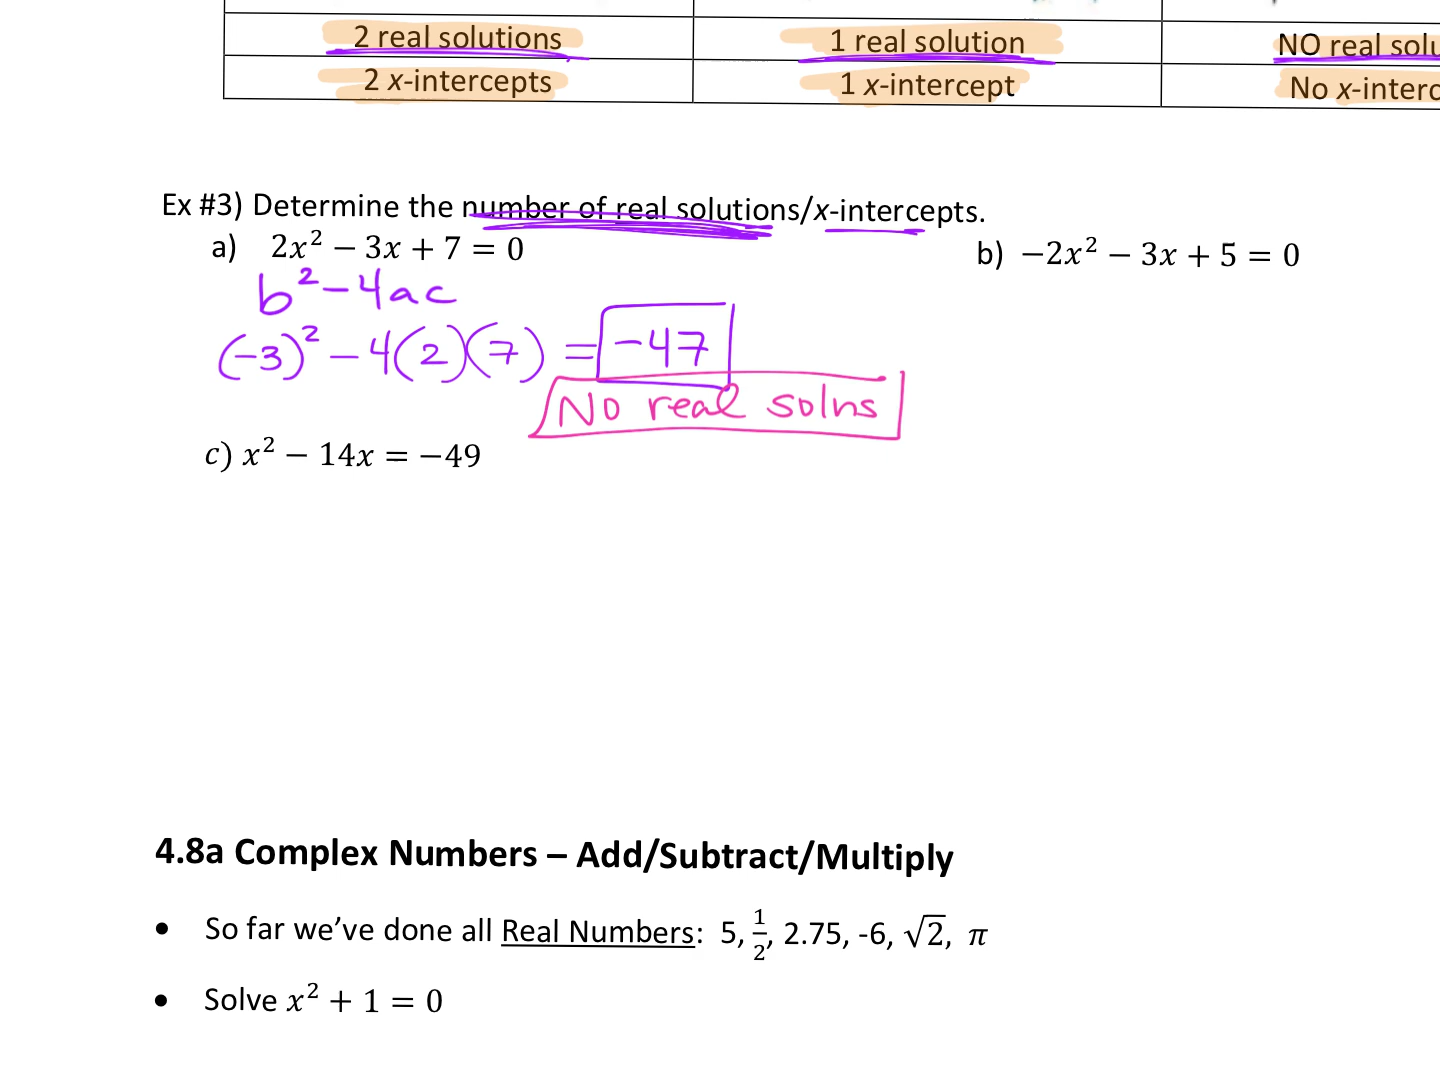 2 real solutions 1 real solution NO real solu
2 x-intercepts 1 x-intercept No x-interc
Ex #3) Determine the number of real solutions/x-intercepts.
a) 2x² − 3x + 7 = 0 b) −2x² − 3x + 5 = 0
b² − 4ac
(-3)² − 4(2)(7) = -47
No real solns
c) x² − 14x = −49
4.8a Complex Numbers – Add/Subtract/Multiply
• So far we’ve done all Real Numbers: 5, 1/2, 2.75, -6, √2, π
• Solve x² + 1 = 0